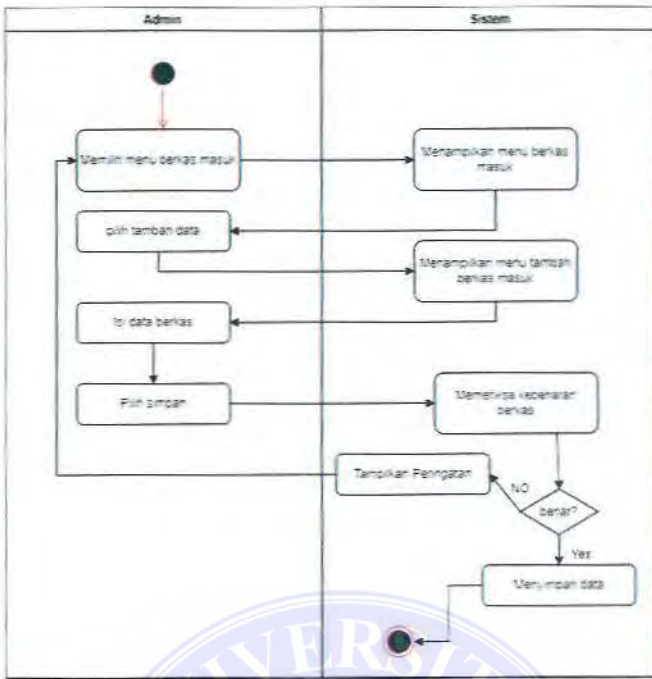 Admin
Sistem
Memilih menu berkas masuk
Menampilkan menu berkas
masuk
pilih tambah data
Menampilkan menu tambah
berkas masuk
Isi data berkas
Pilih simpan
Memeriksa kebenaran
berkas
Tampilkan Peringatan
NO
benar?
Yes
Menyimpan data